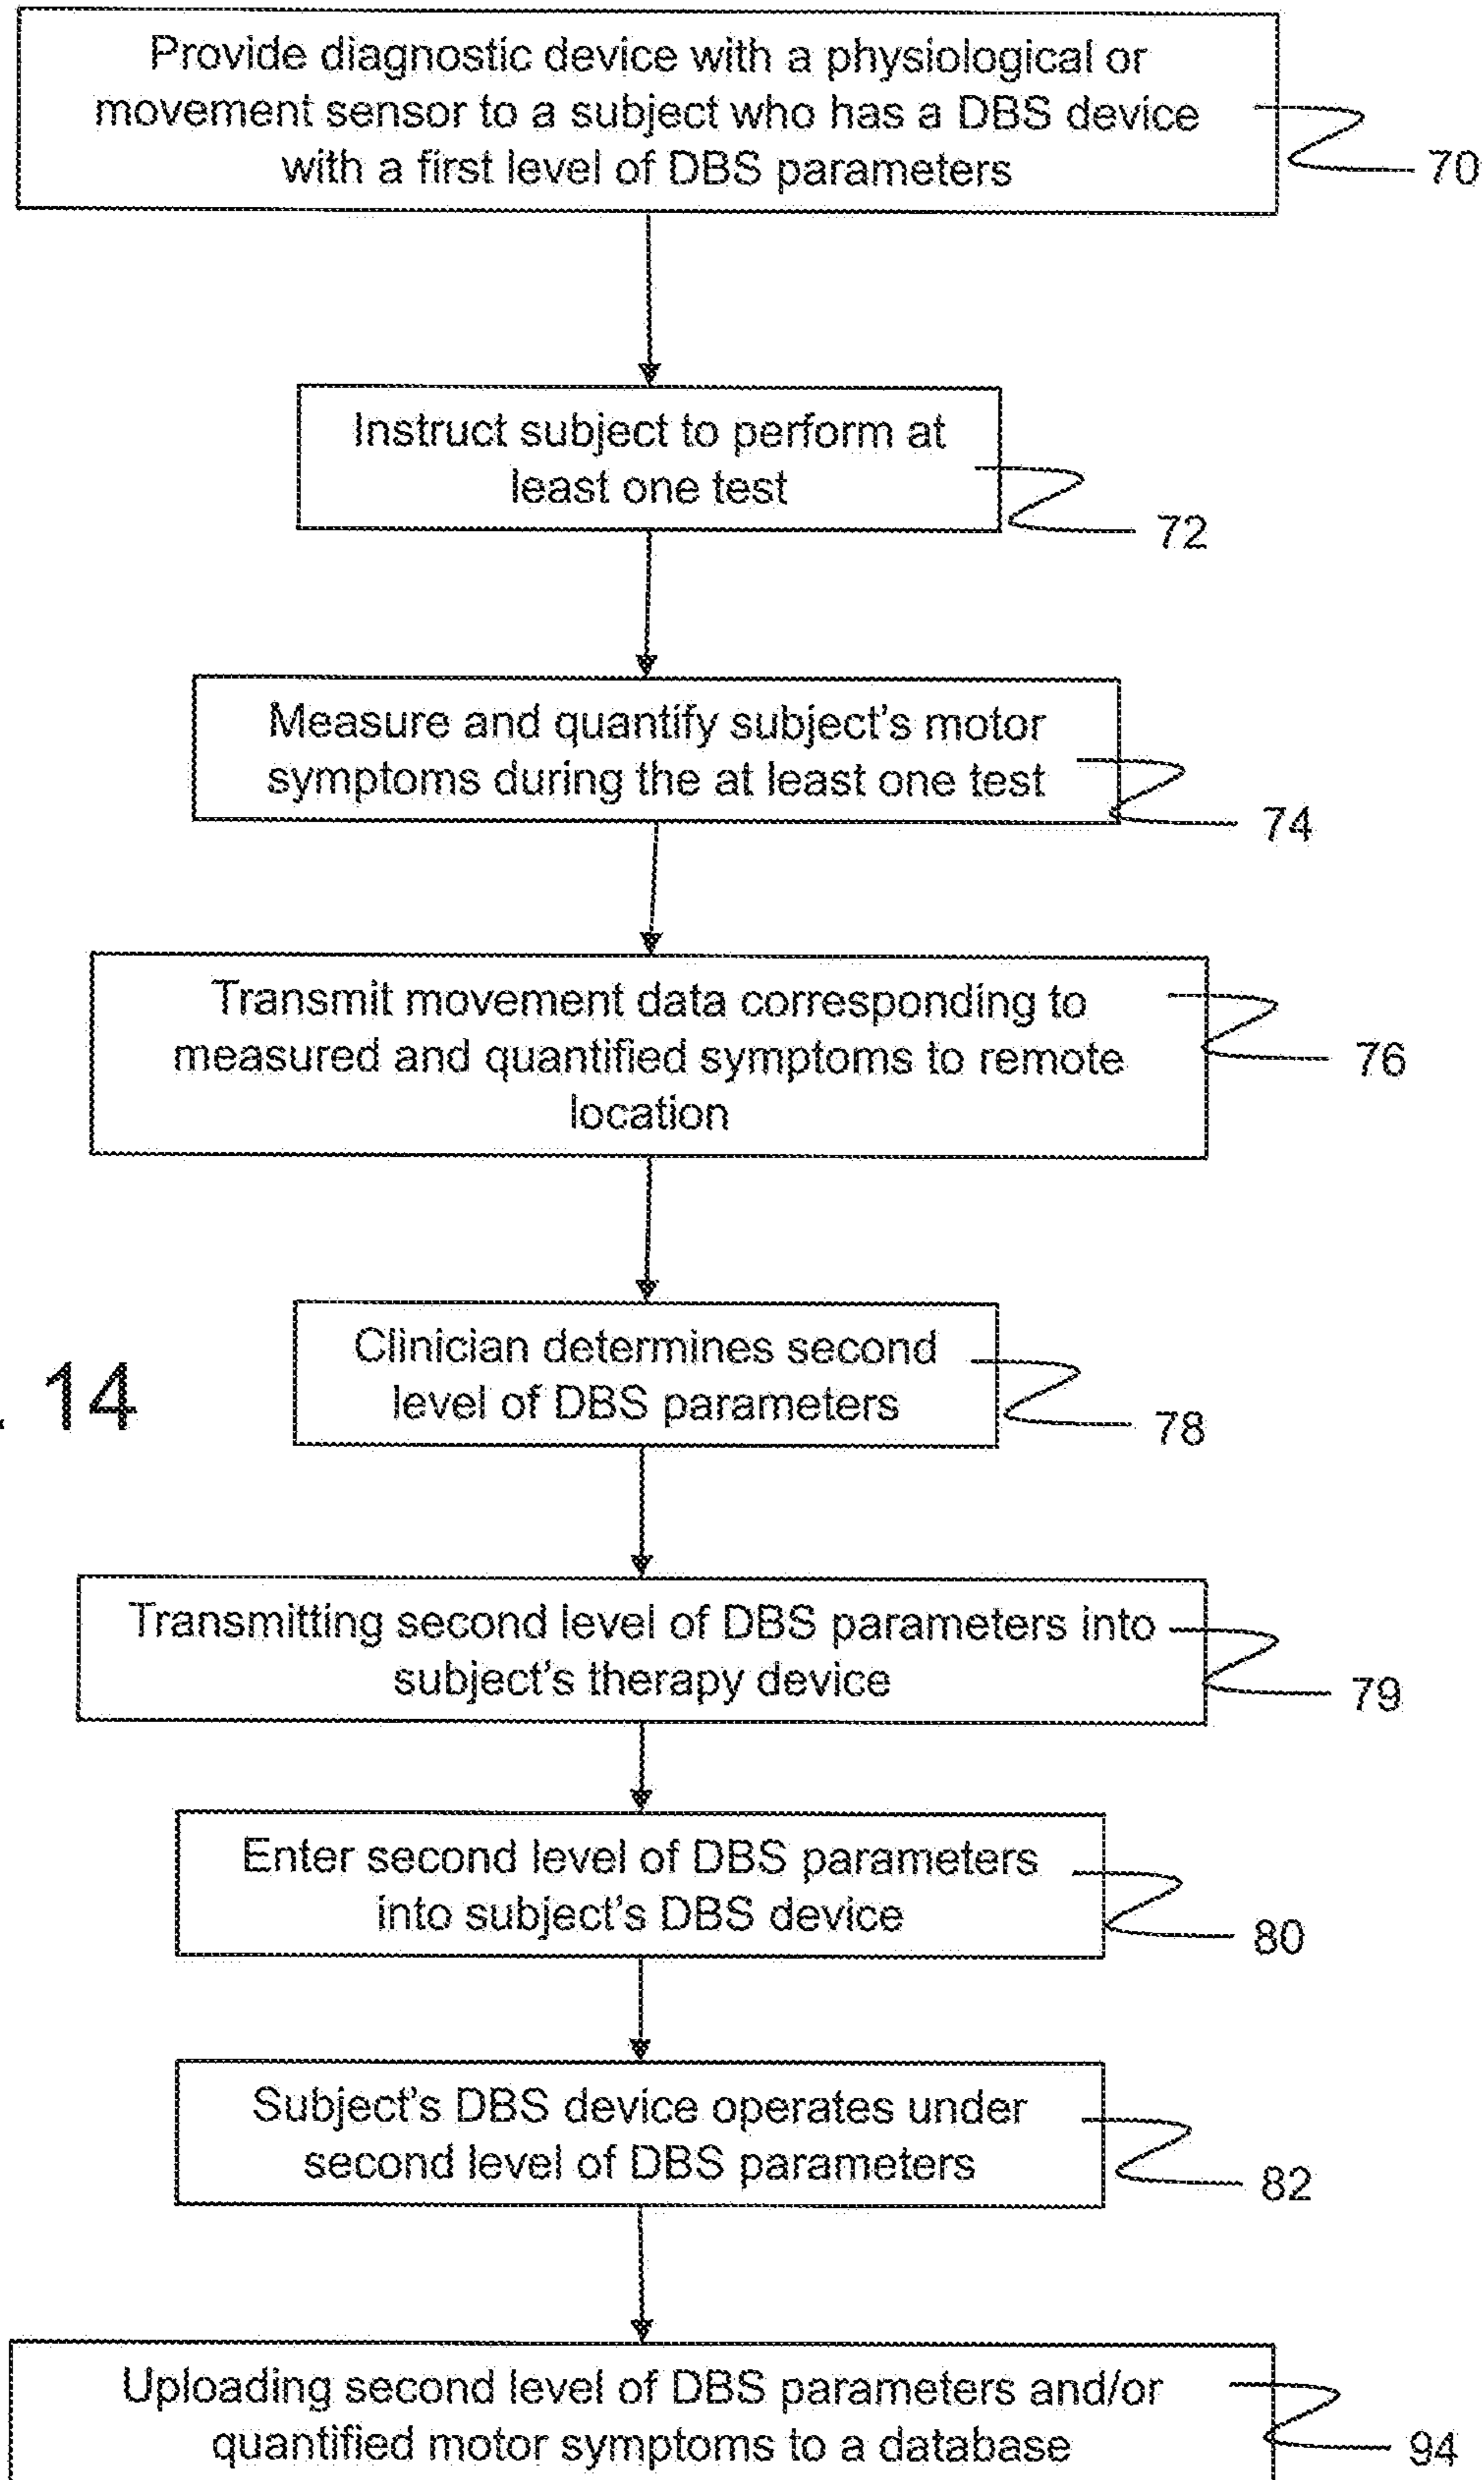 Provide diagnostic device with a physiological or
movement sensor to a subject who has a DBS device
with a first level of DBS parameters
70
Instruct subject to perform at
least one test
72
Measure and quantify subject's motor
symptoms during the at least one test
74
Transmit movement data corresponding to
measured and quantified symptoms to remote
location
76
. 14
Clinician determines second
level of DBS parameters
78
Transmitting second level of DBS parameters into
subject's therapy device
79
Enter second level of DBS parameters
into subject's DBS device
80
Subject's DBS device operates under
second level of DBS parameters
82
Uploading second level of DBS parameters and/or
quantified motor symptoms to a database
94